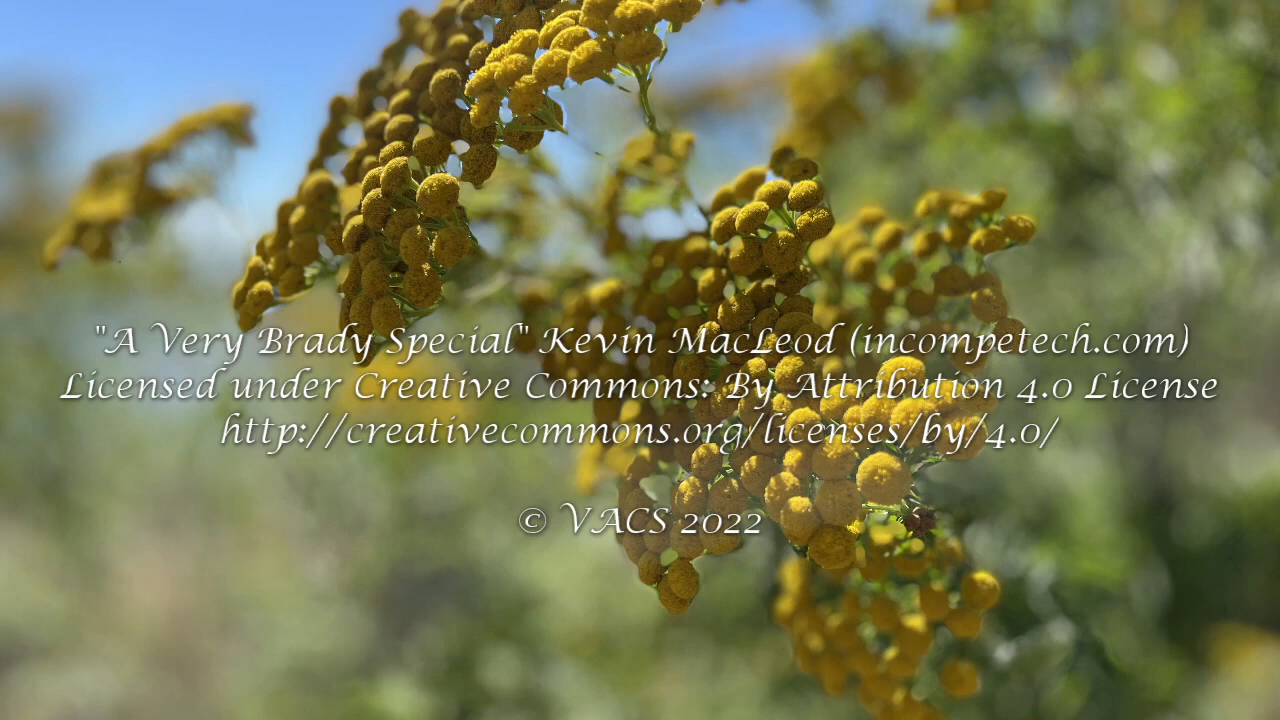 "A Very Brady Special" Kevin MacLeod (incompetech.com)
Licensed under Creative Commons: By Attribution 4.0 License
http://creativecommons.org/licenses/by/4.0/
© VACS 2022